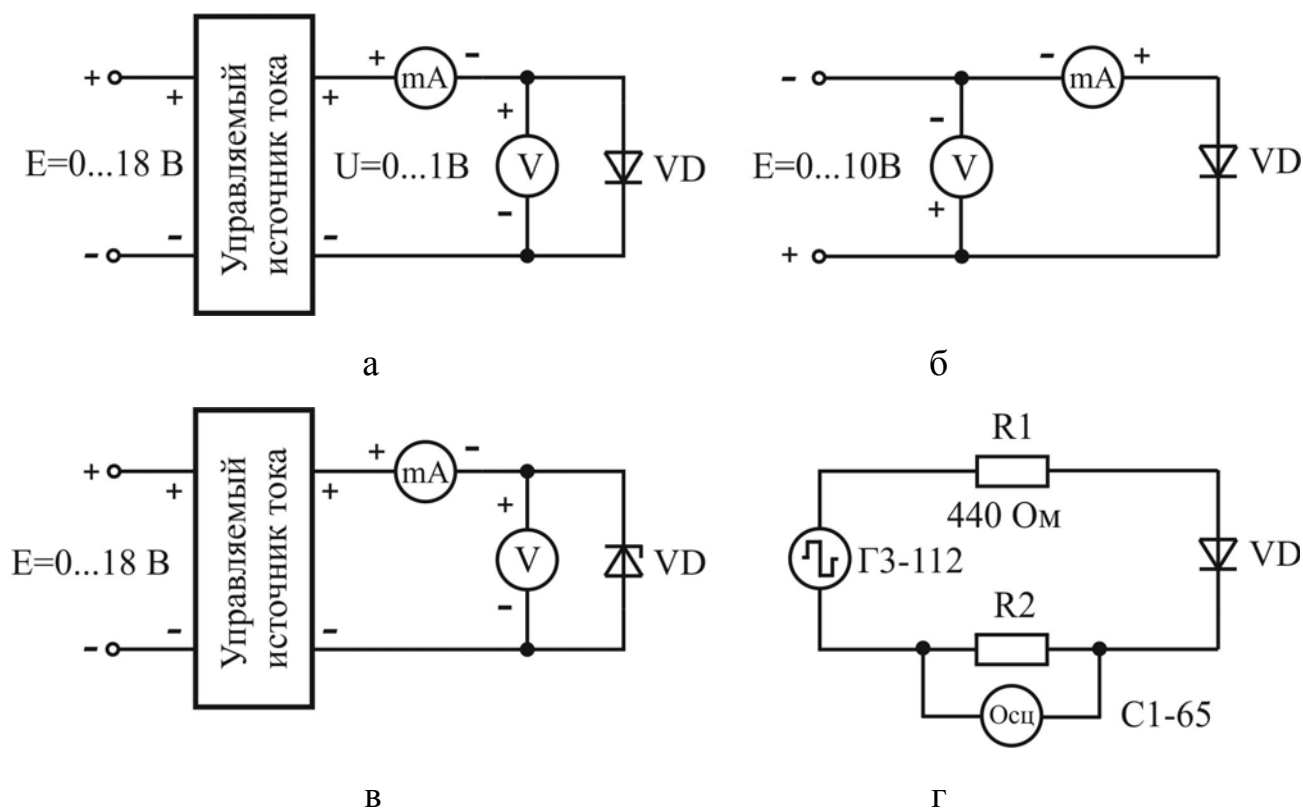 +
+
Управляемый
источник тока
+
+
mA
-
E=0...18 В
U=0...1В
+
V
-
VD
-
-
-
а
-
-
mA
+
E=0...10В
-
V
+
VD
+
б
+
+
Управляемый
источник тока
+
+
mA
-
E=0...18 В
+
V
-
VD
-
-
-
в
R1
440 Ом
Г3-112
VD
R2
Осц
С1-65
г